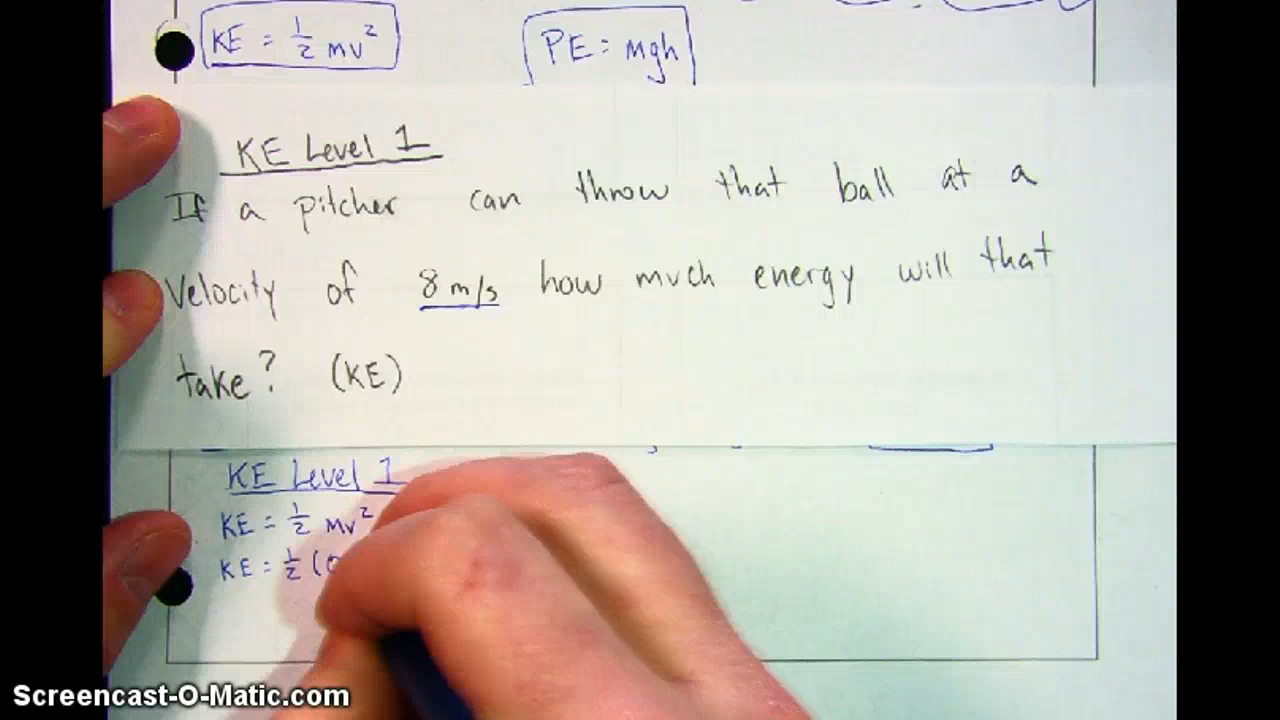 KE = 1/2 mv²
PE = mgh
KE Level 1
If a pitcher can throw that ball at a
Velocity of 8 m/s how much energy will that
take? (KE)
KE Level 1
KE = 1/2 mv²
KE = 1/2 (0
Screencast-O-Matic.com